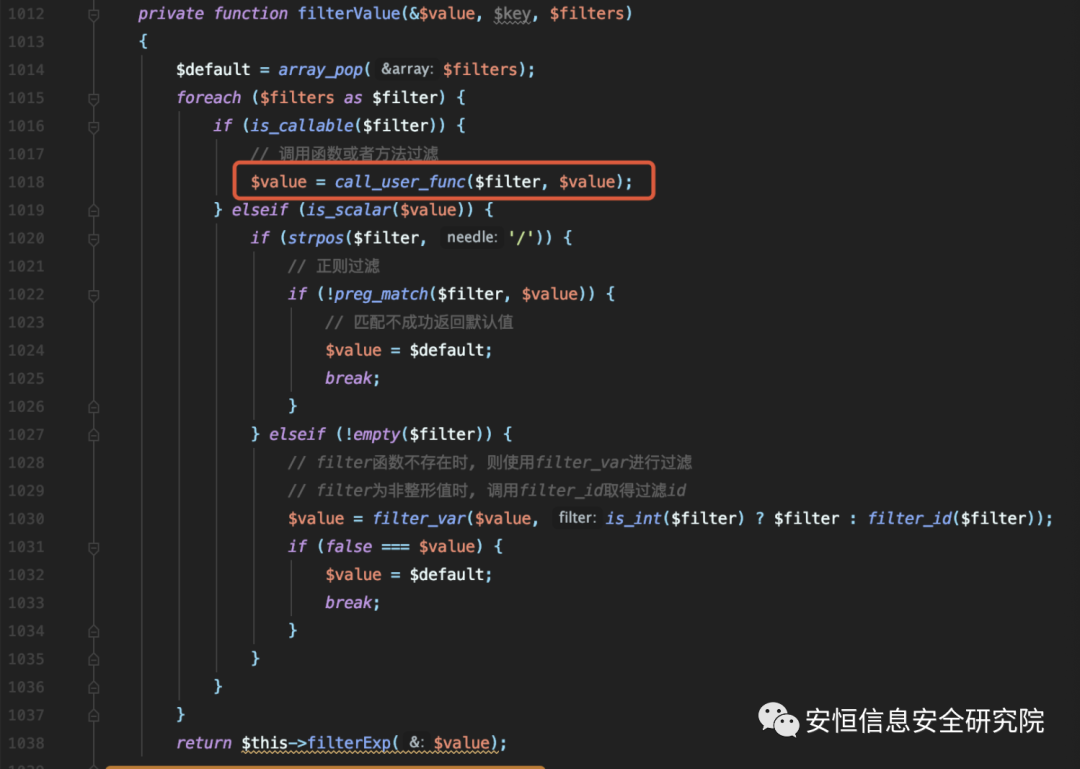 1012 private function filterValue(&$value, $key, $filters)
1013 {
1014 $default = array_pop( &array: $filters);
1015 foreach ($filters as $filter) {
1016 if (is_callable($filter)) {
1017 // 调用函数或者方法过滤
1018 $value = call_user_func($filter, $value);
1019 } elseif (is_scalar($value)) {
1020 if (strpos($filter, needle: '/')) {
1021 // 正则过滤
1022 if (!preg_match($filter, $value)) {
1023 // 匹配不成功返回默认值
1024 $value = $default;
1025 break;
1026 }
1027 } elseif (!empty($filter)) {
1028 // filter函数不存在时, 则使用filter_var进行过滤
1029 // filter为非整形值时, 调用filter_id取得过滤id
1030 $value = filter_var($value, filter: is_int($filter) ? $filter : filter_id($filter));
1031 if (false === $value) {
1032 $value = $default;
1033 break;
1034 }
1035 }
1036 }
1037 }
1038 return $this->filterExp( &: $value);
安恒信息安全研究院